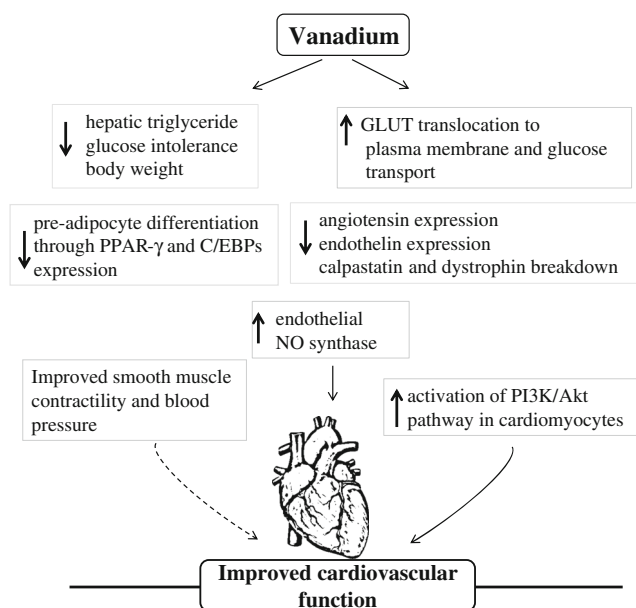 Vanadium
hepatic triglyceride
glucose intolerance
body weight
GLUT translocation to
plasma membrane and glucose
transport
pre-adipocyte differentiation
through PPAR-γ and C/EBPs
expression
angiotensin expression
endothelin expression
calpastatin and dystrophin breakdown
endothelial
NO synthase
Improved smooth muscle
contractility and blood
pressure
activation of PI3K/Akt
pathway in cardiomyocytes
Improved cardiovascular
function